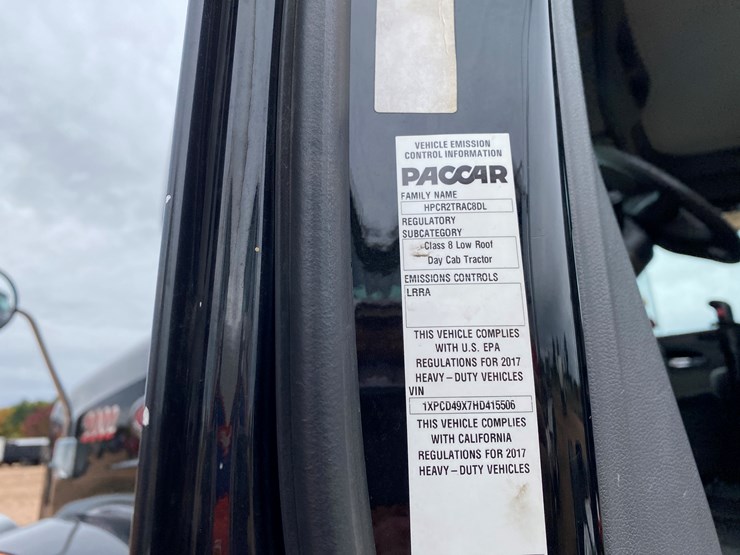 VEHICLE EMISSION
CONTROL INFORMATION
PACCAR
FAMILY NAME
HPCR2TRAC8DL
REGULATORY
SUBCATEGORY
Class 8 Low Roof
Day Cab Tractor
EMISSIONS CONTROLS
LRRA
THIS VEHICLE COMPLIES
WITH U.S. EPA
REGULATIONS FOR 2017
HEAVY – DUTY VEHICLES
VIN
1XPCD49X7HD415506
THIS VEHICLE COMPLIES
WITH CALIFORNIA
REGULATIONS FOR 2017
HEAVY – DUTY VEHICLES